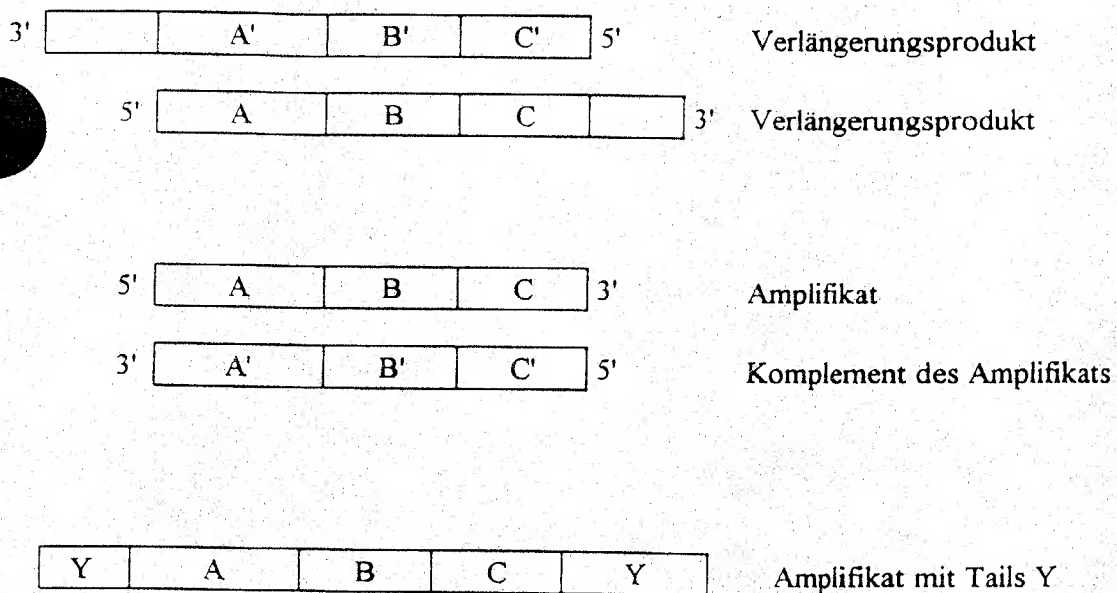 3' A' B' C' 5' Verlängerungsprodukt
5' A B C 3' Verlängerungsprodukt
5' A B C 3' Amplifikat
3' A' B' C' 5' Komplement des Amplifikats
Y A B C Y Amplifikat mit Tails Y